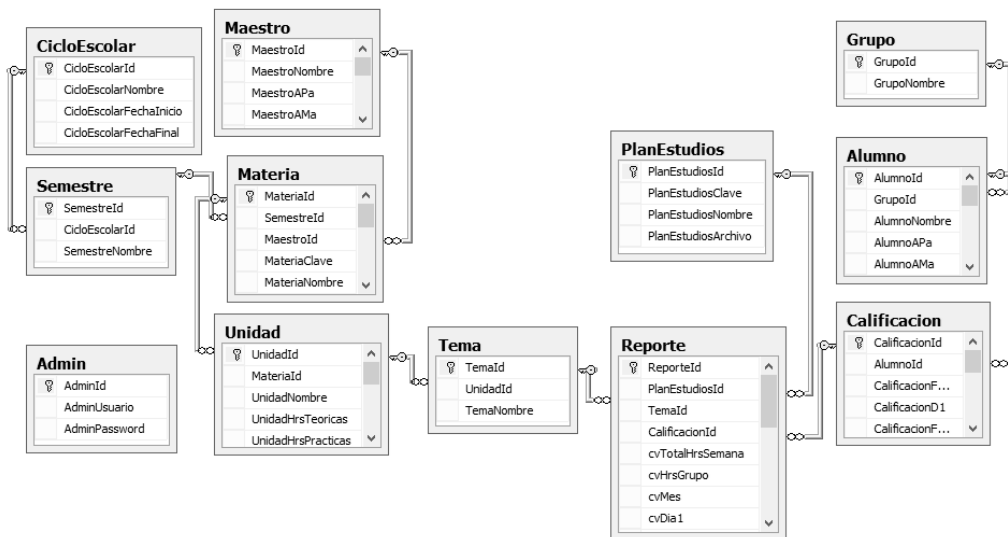 CicloEscolar
CicloEscolarId
CicloEscolarNombre
CicloEscolarFechaInicio
CicloEscolarFechaFinal
Maestro
MaestroId
MaestroNombre
MaestroAPa
MaestroAMa
Grupo
GrupoId
GrupoNombre
Semestre
SemestreId
CicloEscolarId
SemestreNombre
Materia
MateriaId
SemestreId
MaestroId
MateriaClave
MateriaNombre
PlanEstudios
PlanEstudiosId
PlanEstudiosClave
PlanEstudiosNombre
PlanEstudiosArchivo
Alumno
AlumnoId
GrupoId
AlumnoNombre
AlumnoAPa
AlumnoAMa
Admin
AdminId
AdminUsuario
AdminPassword
Unidad
UnidadId
MateriaId
UnidadNombre
UnidadHrsTeoricas
UnidadHrsPracticas
Tema
TemaId
UnidadId
TemaNombre
Reporte
ReporteId
PlanEstudiosId
TemaId
CalificacionId
cvTotalHrsSemana
cvHrsGrupo
cvMes
cvDia1
Calificacion
CalificacionId
AlumnoId
CalificacionF...
CalificacionD1
CalificacionF...